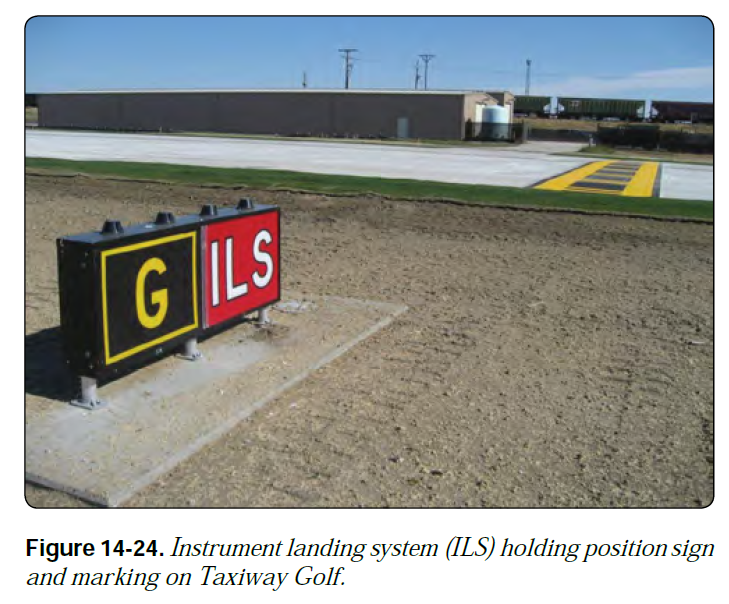 G ILS
Figure 14-24. Instrument landing system (ILS) holding position sign
and marking on Taxiway Golf.